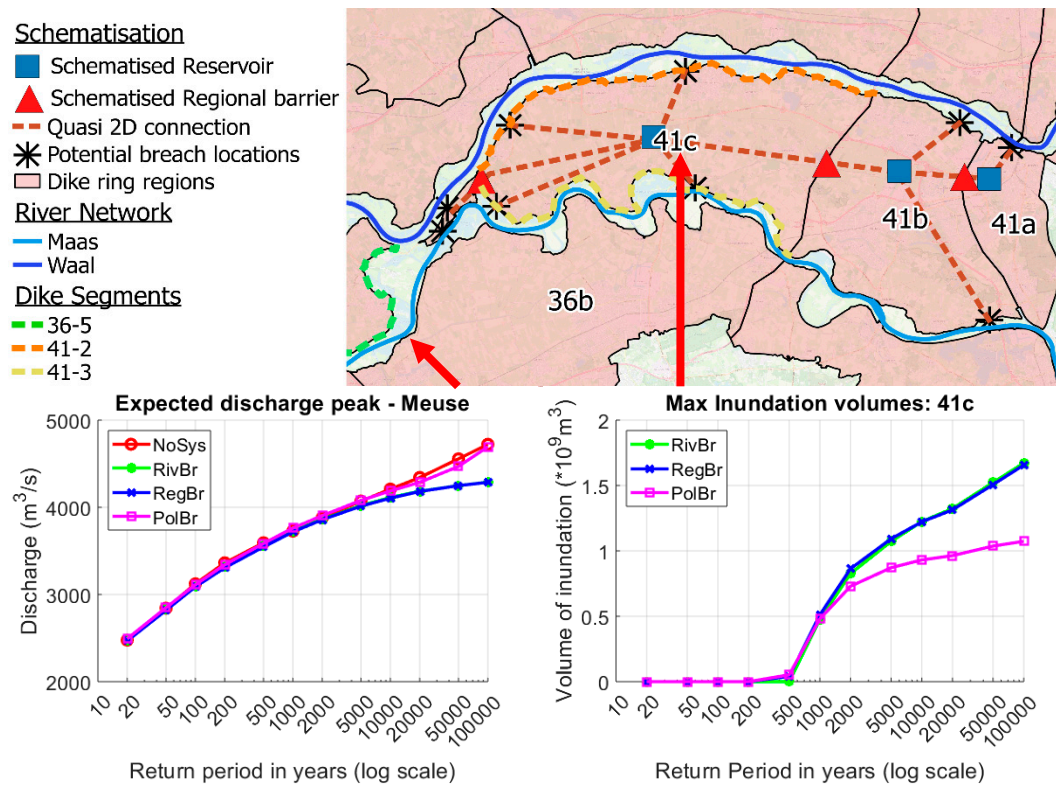 Schematisation
Schematised Reservoir
Schematised Regional barrier
Quasi 2D connection
Potential breach locations
Dike ring regions
River Network
Maas
Waal
Dike Segments
36-5
41-2
41-3
41c
41b
41a
36b
Expected discharge peak - Meuse
NoSys
RivBr
RegBr
PolBr
Discharge (m³/s)
5000
4000
3000
2000
10
20
50
100
200
500
1000
2000
5000
10000
20000
50000
100000
Return period in years (log scale)
Max Inundation volumes: 41c
RivBr
RegBr
PolBr
Volume of inundation (*10⁹m³)
2
1.5
1
0.5
0
10
20
50
100
200
500
1000
2000
5000
10000
20000
50000
100000
Return Period in years (log scale)